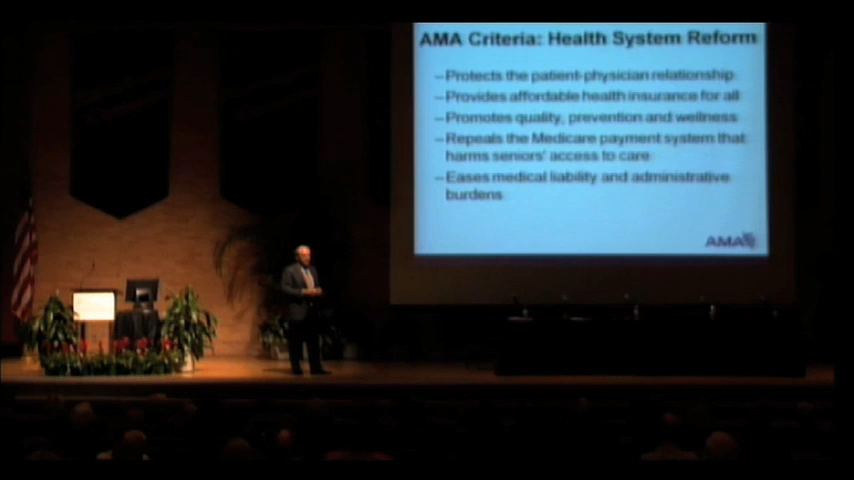 AMA Criteria: Health System Reform
–Protects the patient-physician relationship
–Provides affordable health insurance for all
–Promotes quality, prevention and wellness
–Repeals the Medicare payment system that
harms seniors' access to care
–Eases medical liability and administrative
burdens
AMA